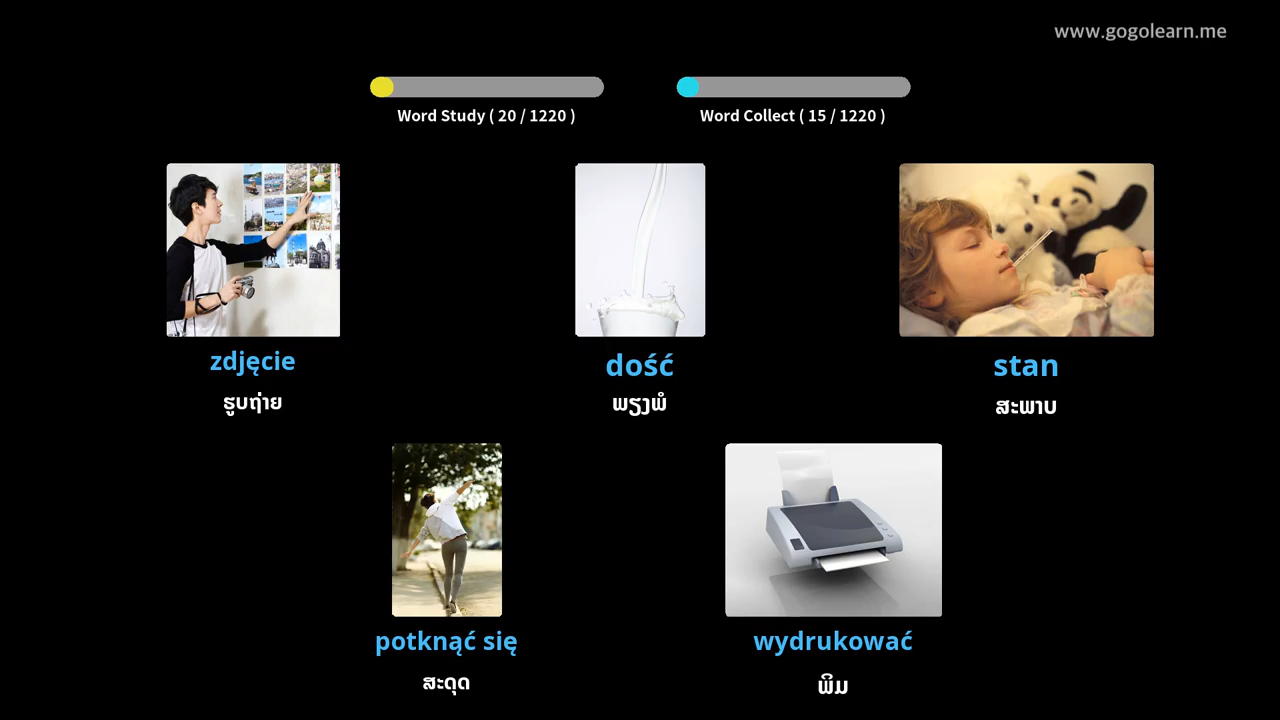 www.gogolearn.me
Word Study ( 20 / 1220 )
Word Collect ( 15 / 1220 )
zdjęcie
ຮູບຖ່າຍ
dość
ພຽງພໍ
stan
ສະພາບ
potknąć się
ສະດຸດ
wydrukować
ພິມ